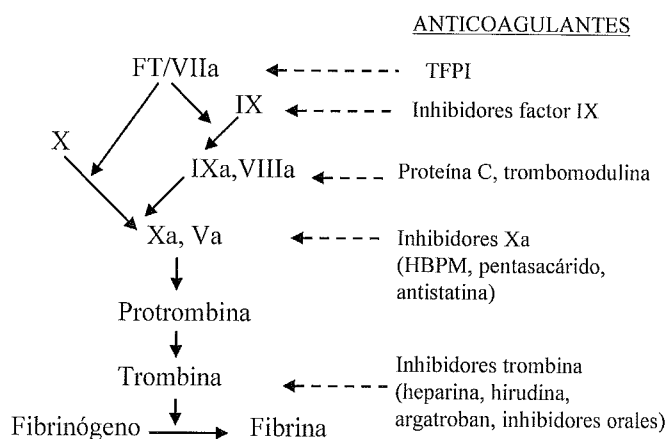 ANTICOAGULANTES
FT/VIIa
TFPI
IX
Inhibidores factor IX
X
IXa,VIIIa
Proteína C, trombomodulina
Xa, Va
Inhibidores Xa
(HBPM, pentasacárido,
antistatina)
Protrombina
Trombina
Inhibidores trombina
(heparina, hirudina,
argatroban, inhibidores orales)
Fibrinógeno
Fibrina